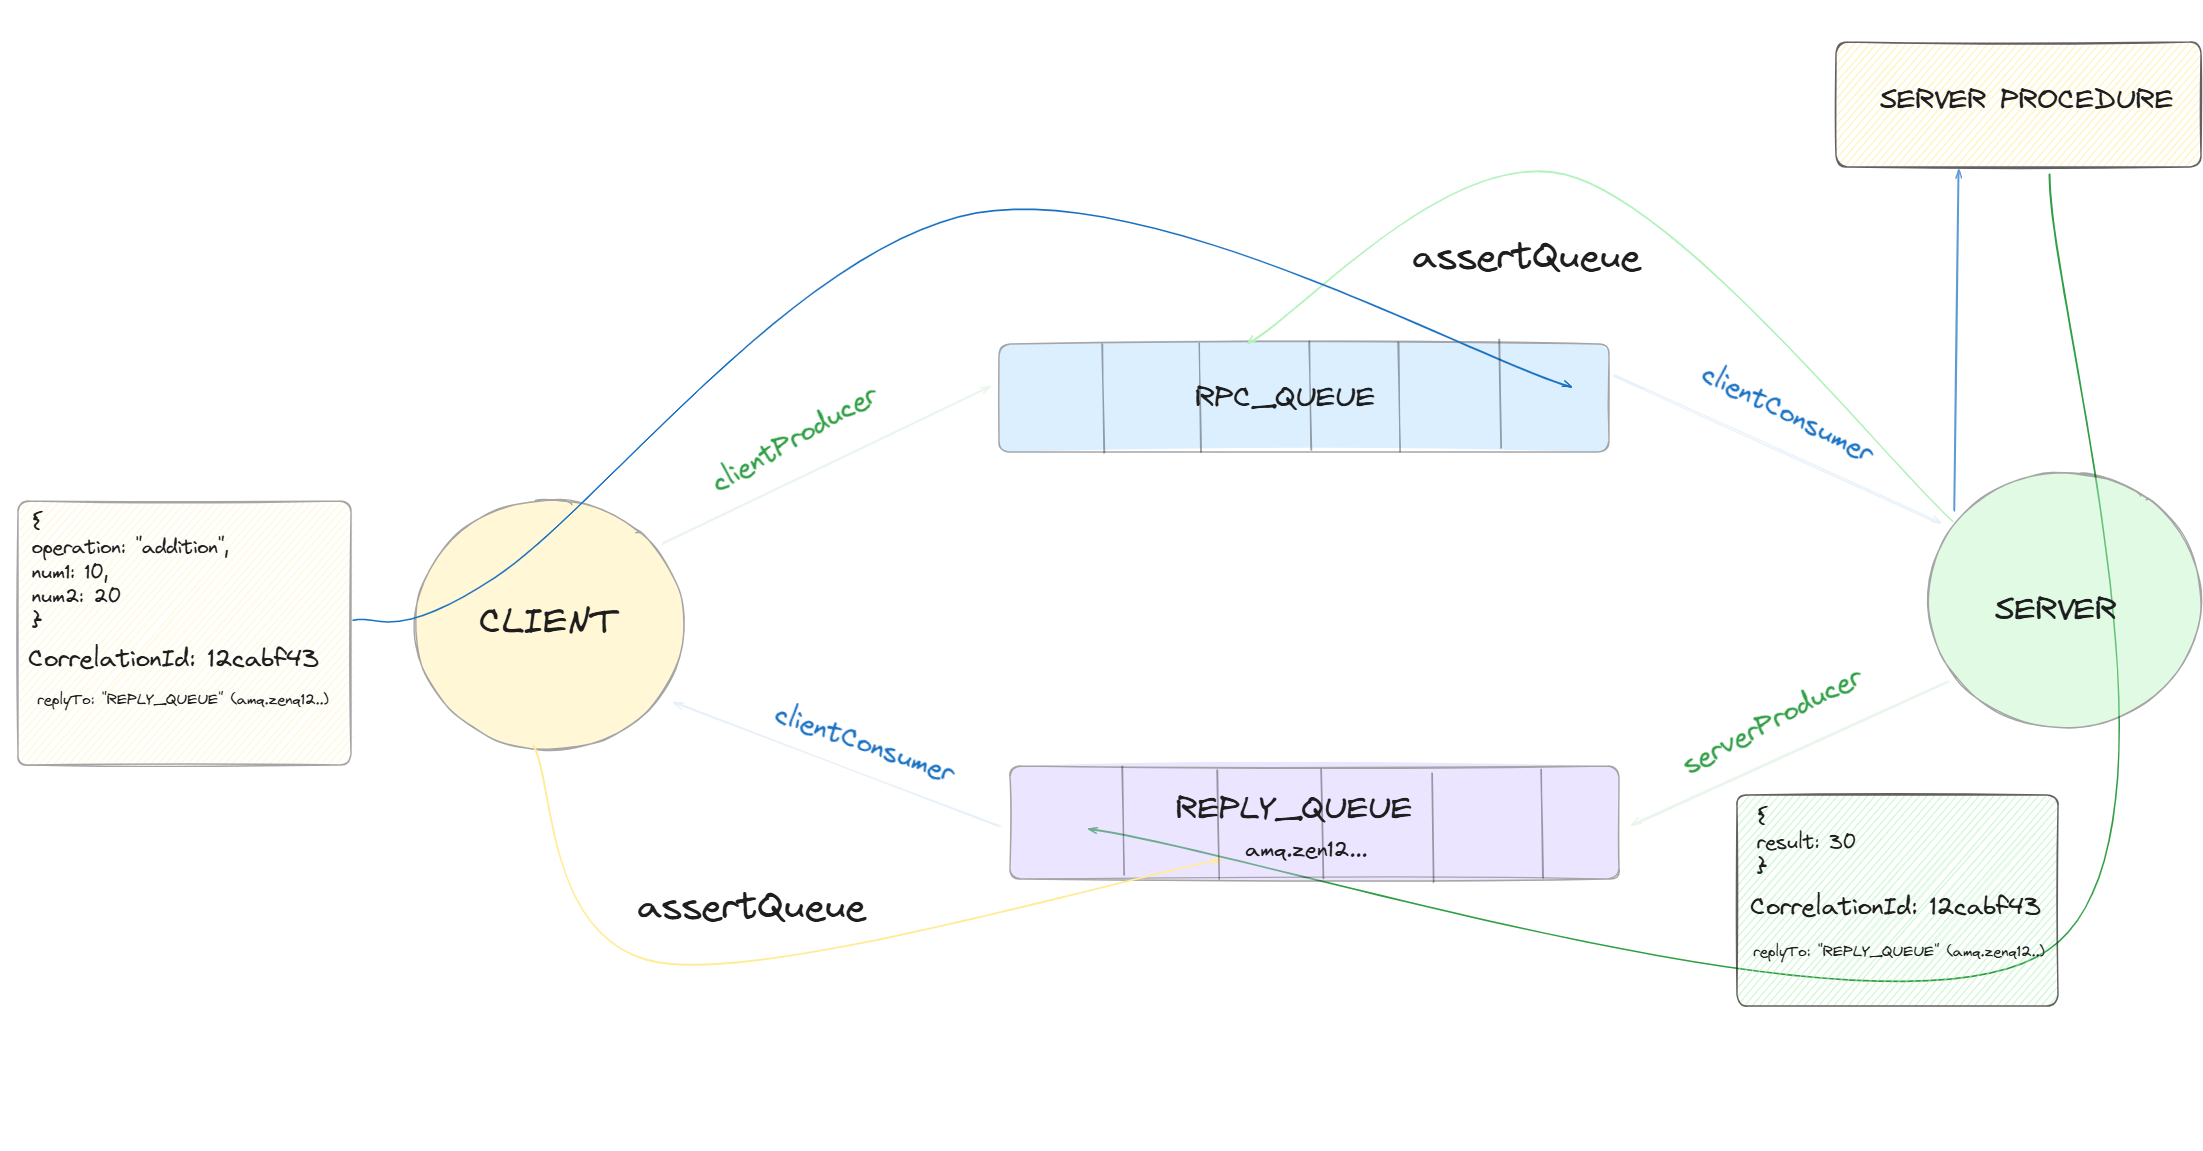 SERVER PROCEDURE
assertQueue
RPC_QUEUE
clientProducer
clientConsumer
{
operation: "addition",
num1: 10,
num2: 20
}
CorrelationId: 12cabf43
replyTo: "REPLY_QUEUE" (amq.zenq12..)
CLIENT
SERVER
clientConsumer
serverProducer
REPLY_QUEUE
amq.zen12...
assertQueue
{
result: 30
}
CorrelationId: 12cabf43
replyTo: "REPLY_QUEUE" (amq.zenq12..)